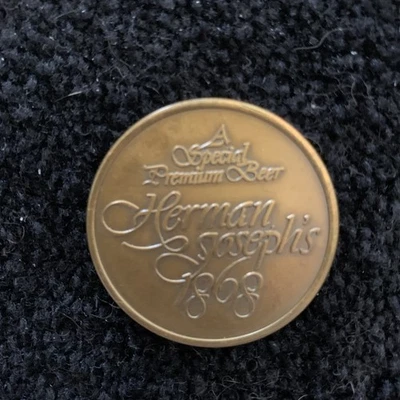 A
Special
Premium Beer
Herman
Joseph's
1868